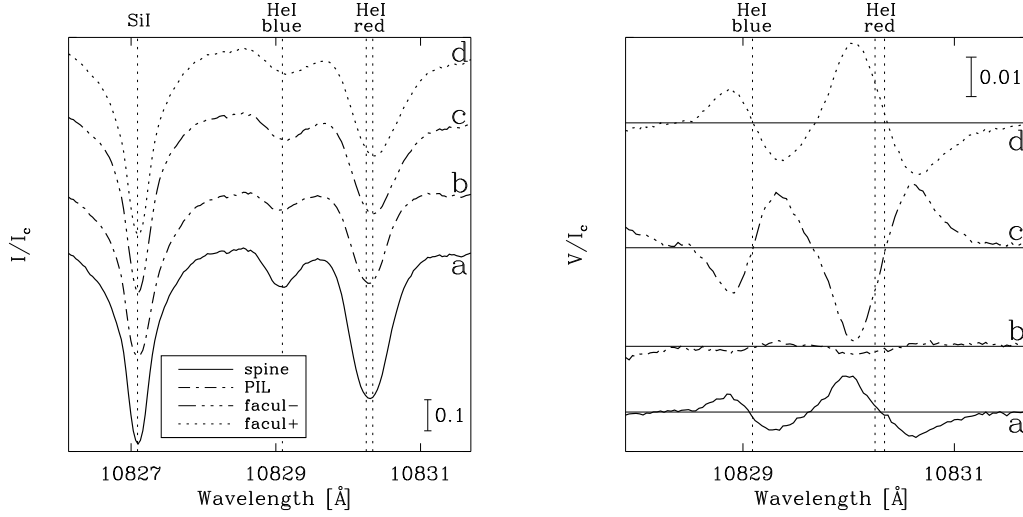 SiI
HeI
blue
HeI
red
d
c
b
a
spine
PIL
facul-
facul+
0.1
I/Ic
10827
10829
10831
Wavelength [Å]
HeI
blue
HeI
red
0.01
d
c
b
a
V/Ic
10829
10831
Wavelength [Å]